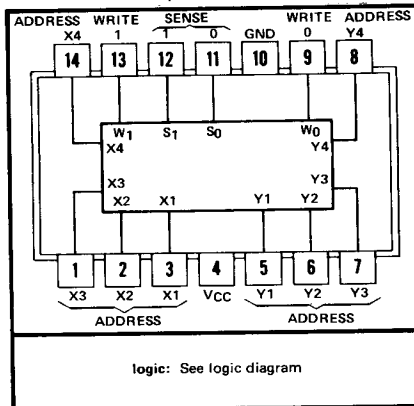 ADDRESS WRITE SENSE WRITE ADDRESS
X4 1 1 0 GND 0 Y4
14 13 12 11 10 9 8
W1 S1 S0 W0
X4 Y4
X3 Y3
X2 X1 Y1 Y2
1 2 3 4 5 6 7
X3 X2 X1 VCC Y1 Y2 Y3
ADDRESS ADDRESS
logic: See logic diagram